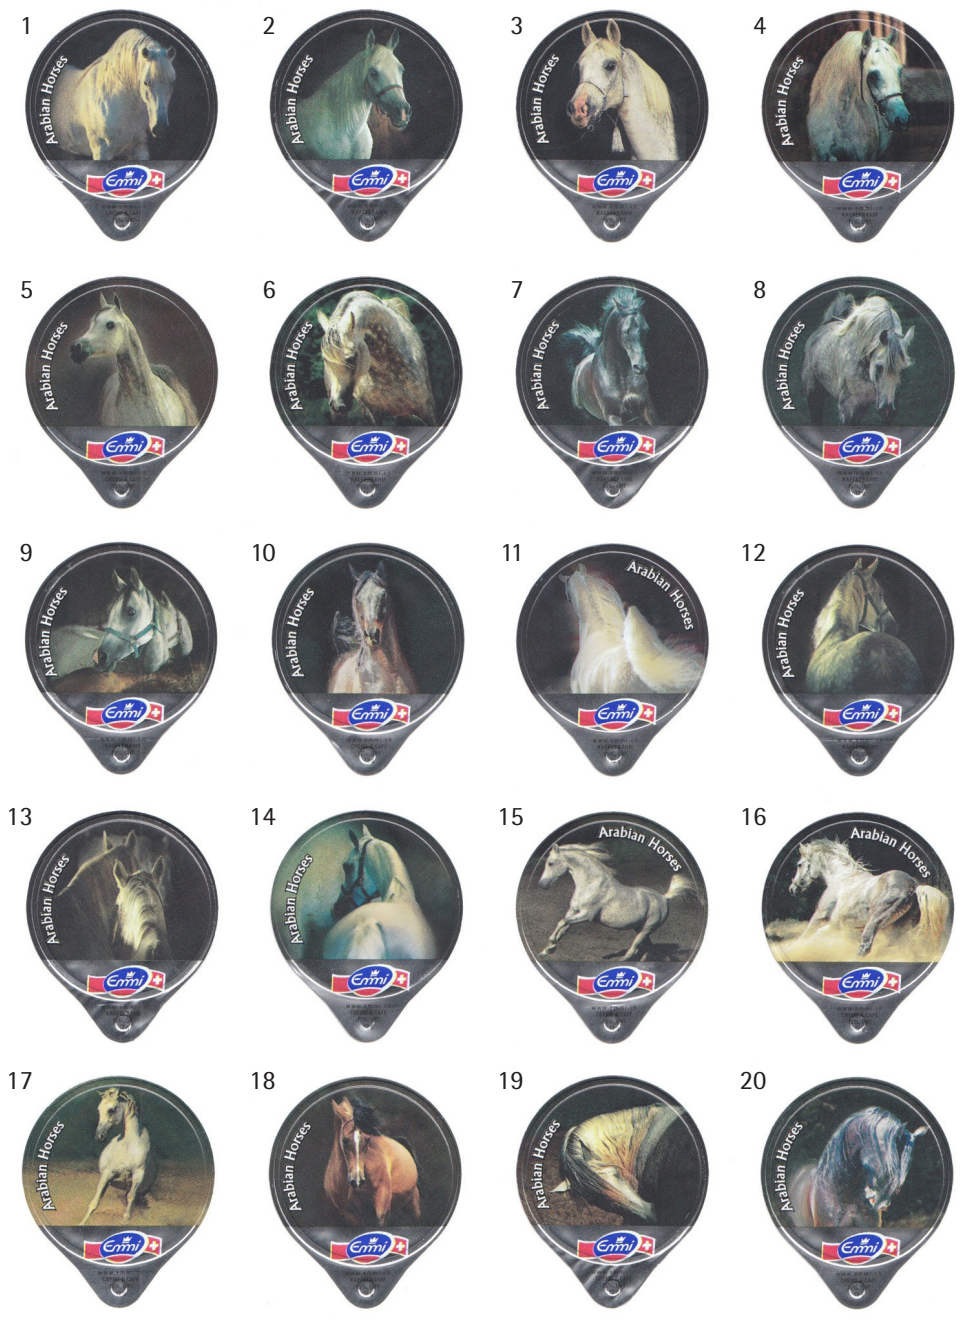 1
Arabian Horses
Emmi
2
Arabian Horses
Emmi
3
Arabian Horses
Emmi
4
Arabian Horses
Emmi
5
Arabian Horses
Emmi
6
Arabian Horses
Emmi
7
Arabian Horses
Emmi
8
Arabian Horses
Emmi
9
Arabian Horses
Emmi
10
Arabian Horses
Emmi
11
Arabian Horses
Emmi
12
Arabian Horses
Emmi
13
Arabian Horses
Emmi
14
Arabian Horses
Emmi
15
Arabian Horses
Emmi
16
Arabian Horses
Emmi
17
Arabian Horses
Emmi
18
Arabian Horses
Emmi
19
Arabian Horses
Emmi
20
Arabian Horses
Emmi